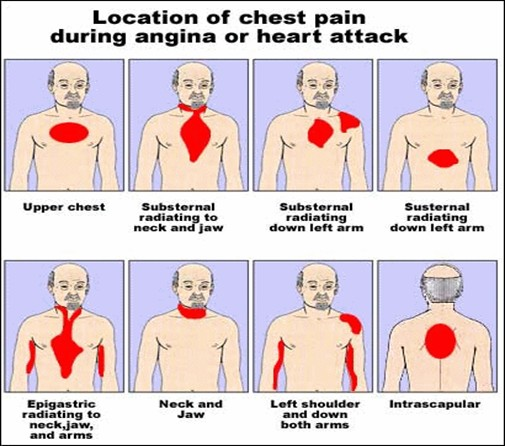 Location of chest pain
during angina or heart attack
Upper chest
Substernal
radiating to
neck and jaw
Substernal
radiating
down left arm
Susternal
radiating
down left arm
Epigastric
radiating to
neck,jaw,
and arms
Neck and
Jaw
Left shoulder
and down
both arms
Intrascapular